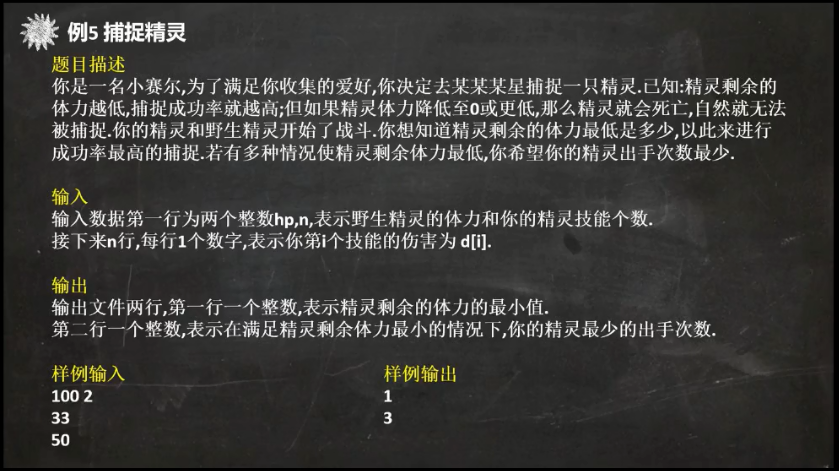 例5 捕捉精灵
题目描述
你是一名小赛尔,为了满足你收集的爱好,你决定去某某某星捕捉一只精灵.已知:精灵剩余的
体力越低,捕捉成功率就越高;但如果精灵体力降低至0或更低,那么精灵就会死亡,自然就无法
被捕捉.你的精灵和野生精灵开始了战斗.你想知道精灵剩余的体力最低是多少,以此来进行
成功率最高的捕捉.若有多种情况使精灵剩余体力最低,你希望你的精灵出手次数最少.
输入
输入数据第一行为两个整数hp,n,表示野生精灵的体力和你的精灵技能个数.
接下来n行,每行1个数字,表示你第i个技能的伤害为 d[i].
输出
输出文件两行,第一行一个整数,表示精灵剩余的体力的最小值.
第二行一个整数,表示在满足精灵剩余体力最小的情况下,你的精灵最少的出手次数.
样例输入 样例输出
100 2 1
33 3
50